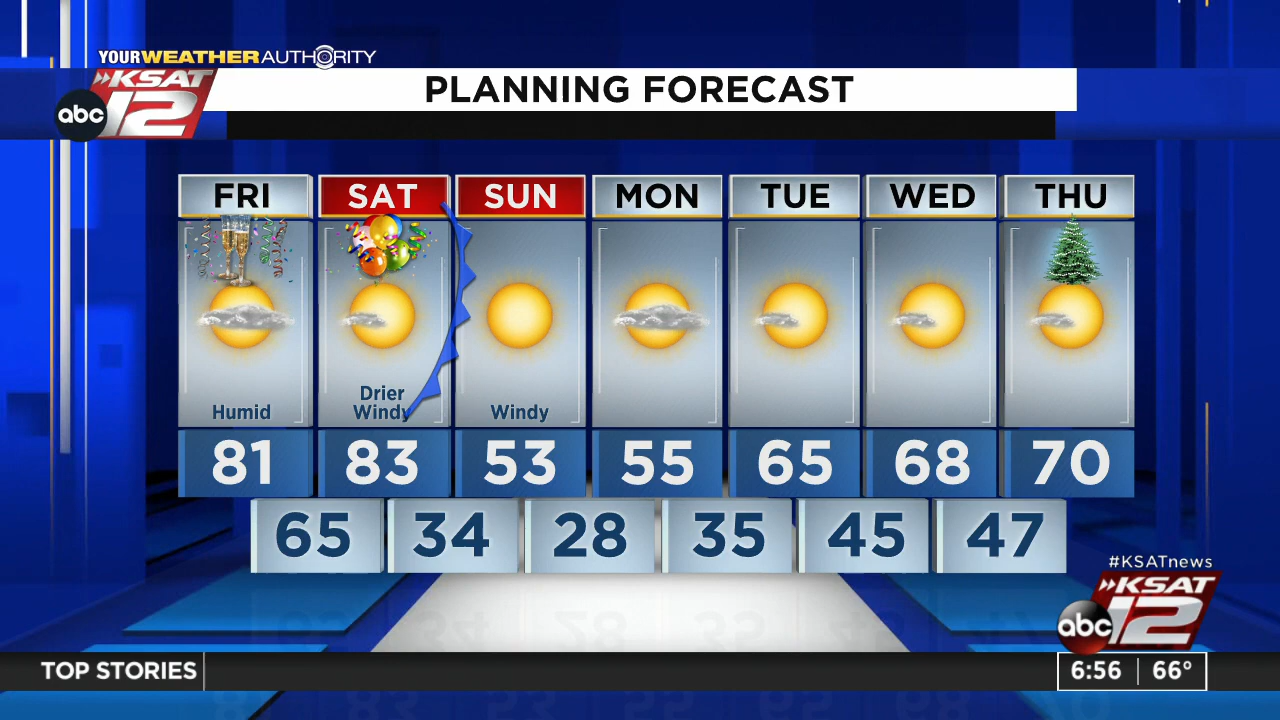 YOURWEATHERAUTHORITY
KSAT
abc 12
PLANNING FORECAST
FRI SAT SUN MON TUE WED THU
Humid Drier Windy Windy
81 83 53 55 65 68 70
65 34 28 35 45 47
#KSATnews
KSAT
abc 12
TOP STORIES 6:56 66°